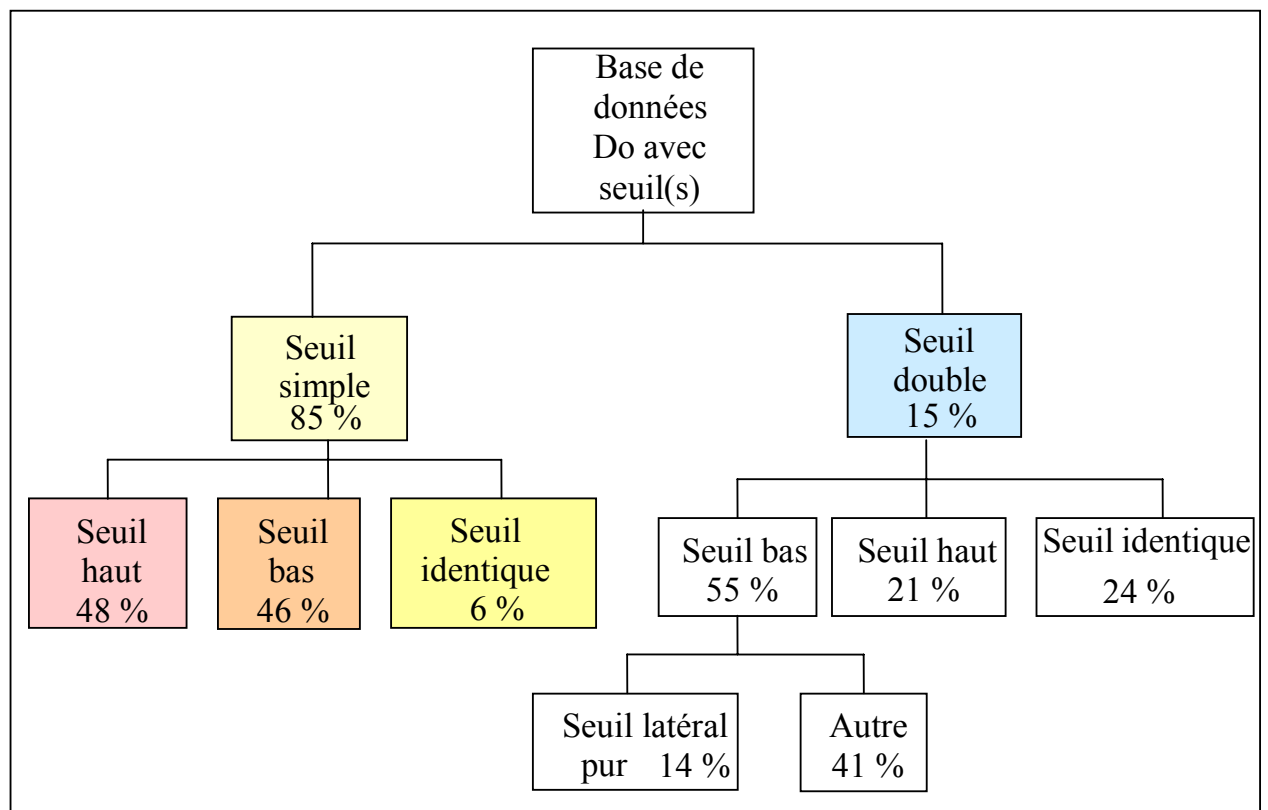 Base de
données
Do avec
seuil(s)
Seuil
simple
85 %
Seuil
double
15 %
Seuil
haut
48 %
Seuil
bas
46 %
Seuil
identique
6 %
Seuil bas
55 %
Seuil haut
21 %
Seuil identique
24 %
Seuil latéral
pur 14 %
Autre
41 %